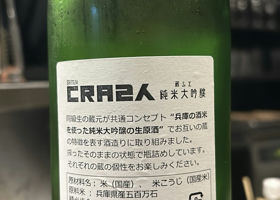 CRAZ人 純米大吟醸
同級生の蔵元が共通コンセプト"兵庫の酒米
を使った純米大吟醸の生原酒"でお互いの蔵
の特徴を表す酒造りに取り組みました。
搾ったそのままの状態で瓶詰めしています。
それぞれの蔵の個性をお楽しみください。
原材料名:米(国産)、米こうじ(国産米)
原料米:兵庫県産五百万石